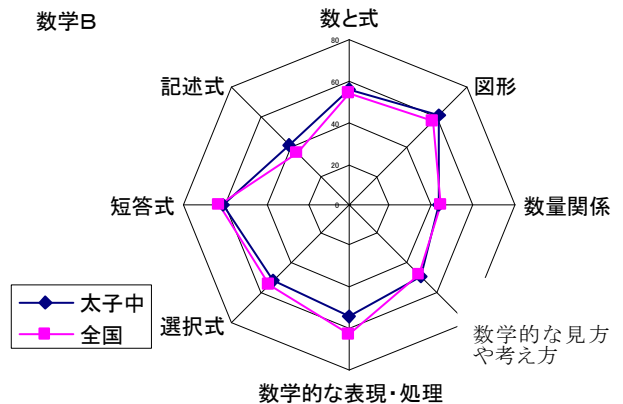 数学B
数と式
80
60
40
20
0
記述式
図形
短答式
数量関係
太子中
全国
選択式
数学的な見方
や考え方
数学的な表現・処理